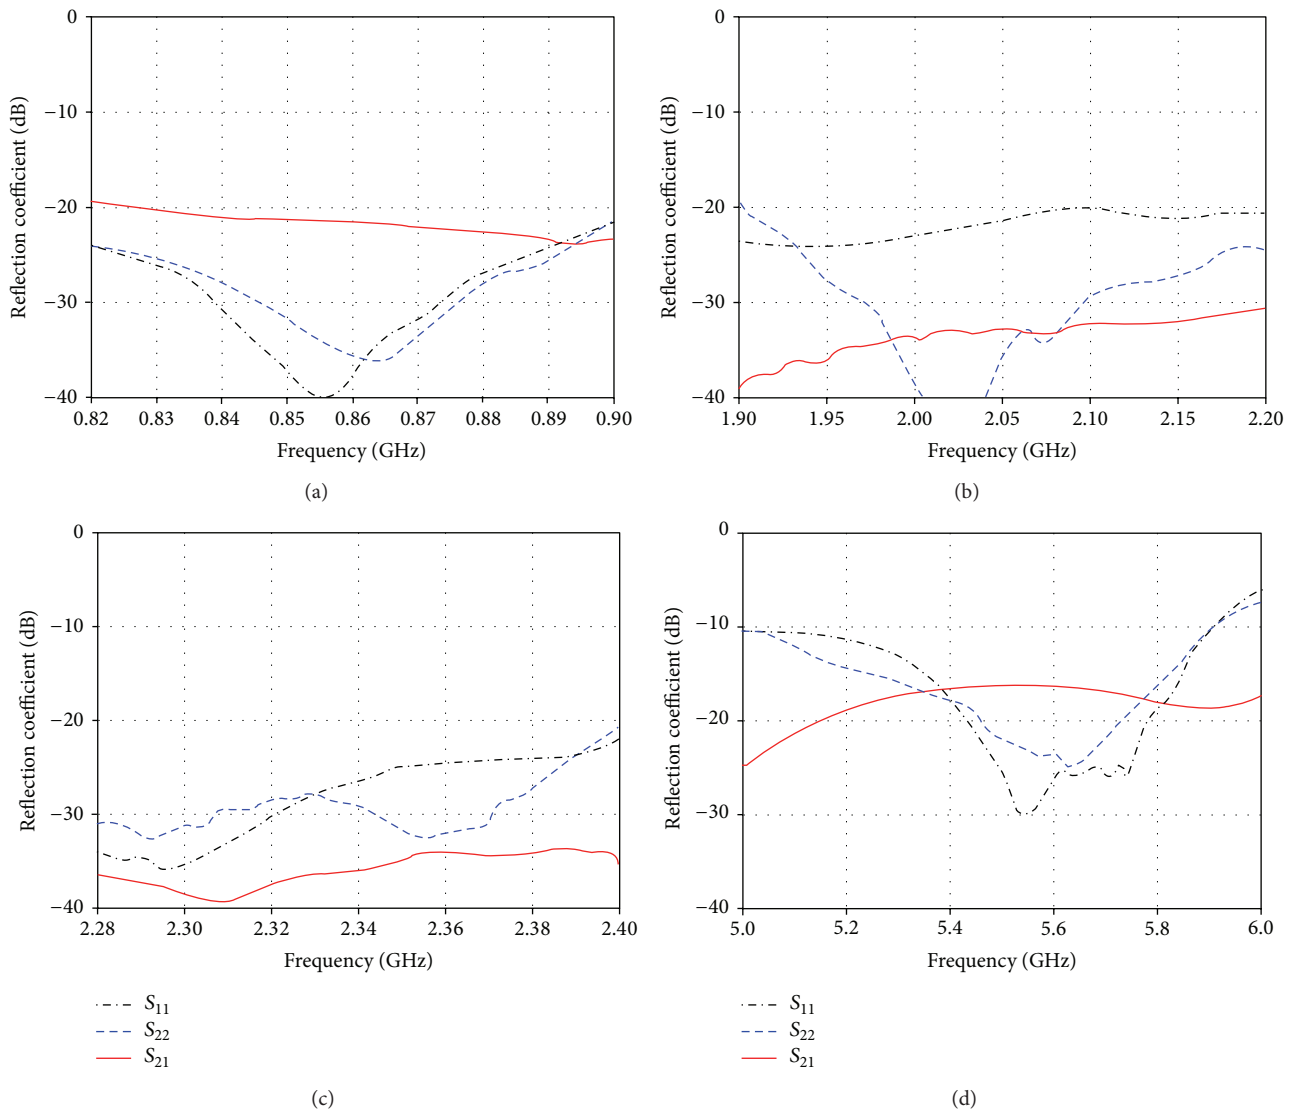 0
−10
−20
−30
−40
Reflection coefficient (dB)
0.82 0.83 0.84 0.85 0.86 0.87 0.88 0.89 0.90
Frequency (GHz)
(a)
0
−10
−20
−30
−40
Reflection coefficient (dB)
1.90 1.95 2.00 2.05 2.10 2.15 2.20
Frequency (GHz)
(b)
0
−10
−20
−30
−40
Reflection coefficient (dB)
2.28 2.30 2.32 2.34 2.36 2.38 2.40
Frequency (GHz)
S11
S22
S21
(c)
0
−10
−20
−30
−40
Reflection coefficient (dB)
5.0 5.2 5.4 5.6 5.8 6.0
Frequency (GHz)
S11
S22
S21
(d)